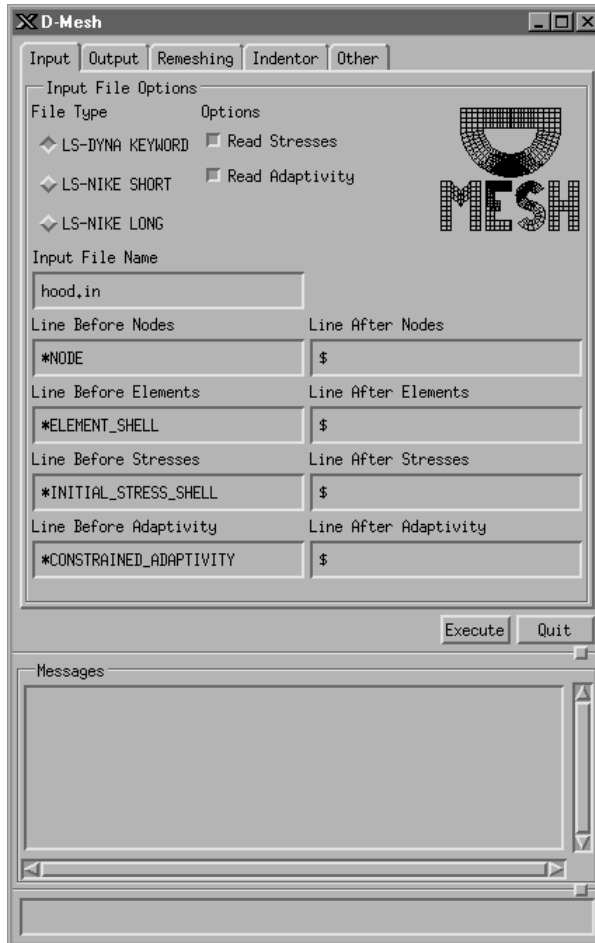 D-Mesh
Input Output Remeshing Indentor Other
Input File Options
File Type Options
LS-DYNA KEYWORD Read Stresses
LS-NIKE SHORT Read Adaptivity
LS-NIKE LONG
MESH
Input File Name
hood.in
Line Before Nodes Line After Nodes
*NODE $
Line Before Elements Line After Elements
*ELEMENT_SHELL $
Line Before Stresses Line After Stresses
*INITIAL_STRESS_SHELL $
Line Before Adaptivity Line After Adaptivity
*CONSTRAINED_ADAPTIVITY $
Execute Quit
Messages